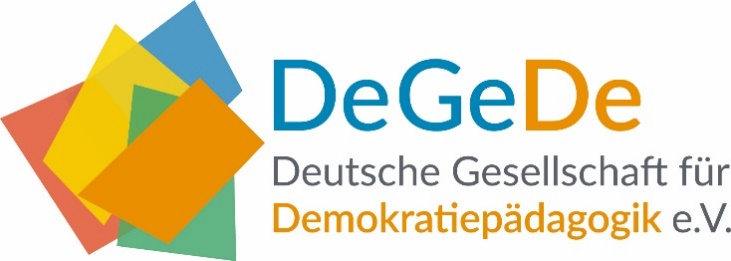 DeGeDe
Deutsche Gesellschaft für
Demokratiepädagogik e.V.